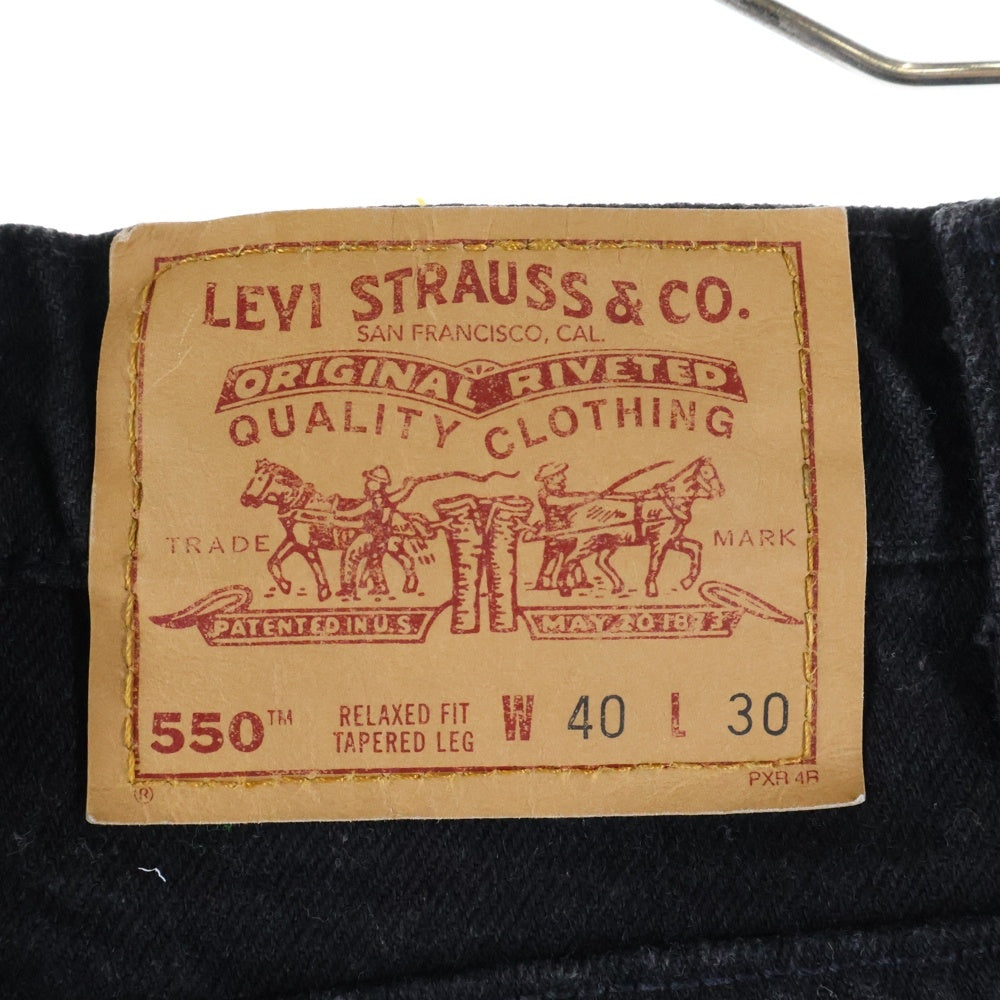 LEVI STRAUSS & CO.
SAN FRANCISCO, CAL.
ORIGINAL RIVETED
QUALITY CLOTHING
TRADE MARK
PATENTED IN U.S. MAY 20 1873
550™ RELAXED FIT W 40 L 30
TAPERED LEG
® PXR 4R